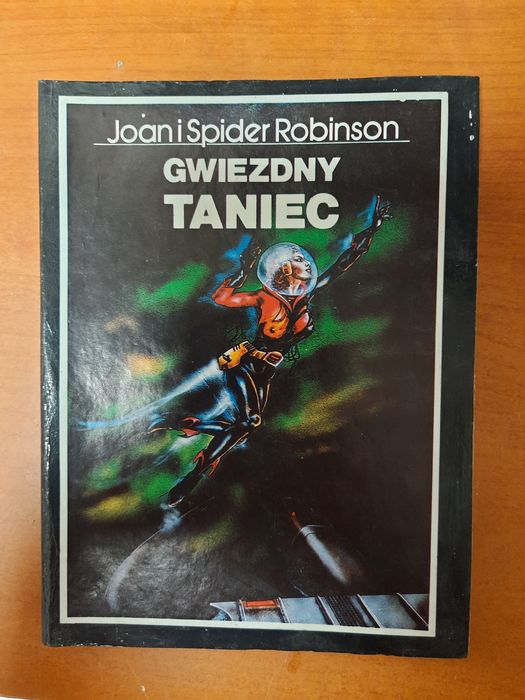 Joan i Spider Robinson
GWIEZDNY
TANIEC